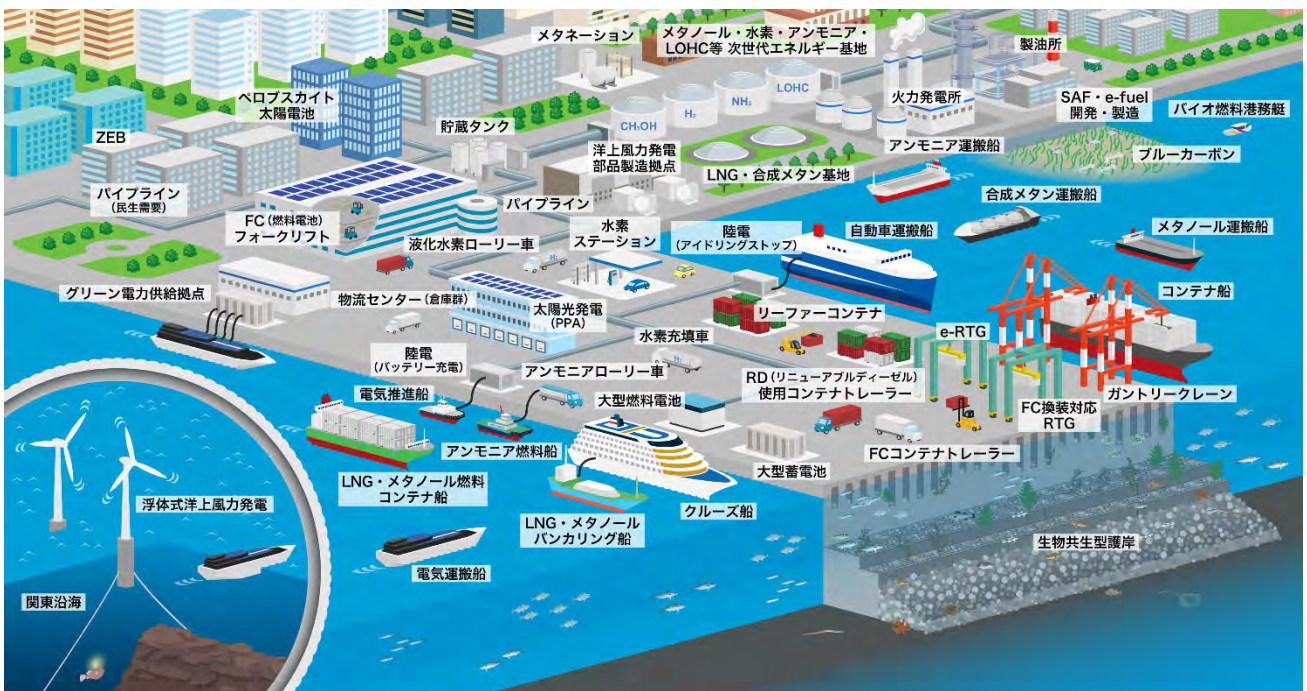 メタネーション
メタノール・水素・アンモニア・
LOHC等 次世代エネルギー基地
製油所
ペロブスカイト
太陽電池
貯蔵タンク
CH₃OH
H₂
NH₃
LOHC
火力発電所
SAF・e-fuel
開発・製造
バイオ燃料港務艇
ZEB
洋上風力発電
部品製造拠点
LNG・合成メタン基地
アンモニア運搬船
ブルーカーボン
パイプライン
（民生需要）
パイプライン
合成メタン運搬船
FC（燃料電池）
フォークリフト
液化水素ローリー車
水素
ステーション
陸電
（アイドリングストップ）
自動車運搬船
メタノール運搬船
H₂
グリーン電力供給拠点
物流センター（倉庫群）
太陽光発電
（PPA）
リーファーコンテナ
コンテナ船
水素充填車
e-RTG
H₂
陸電
（バッテリー充電）
アンモニアローリー車
RD（リニューアブルディーゼル）
使用コンテナトレーラー
電気推進船
大型燃料電池
FC換装対応
RTG
ガントリークレーン
アンモニア燃料船
大型蓄電池
FCコンテナトレーラー
LNG・メタノール燃料
コンテナ船
クルーズ船
浮体式洋上風力発電
LNG・メタノール
バンカリング船
生物共生型護岸
電気運搬船
関東沿海